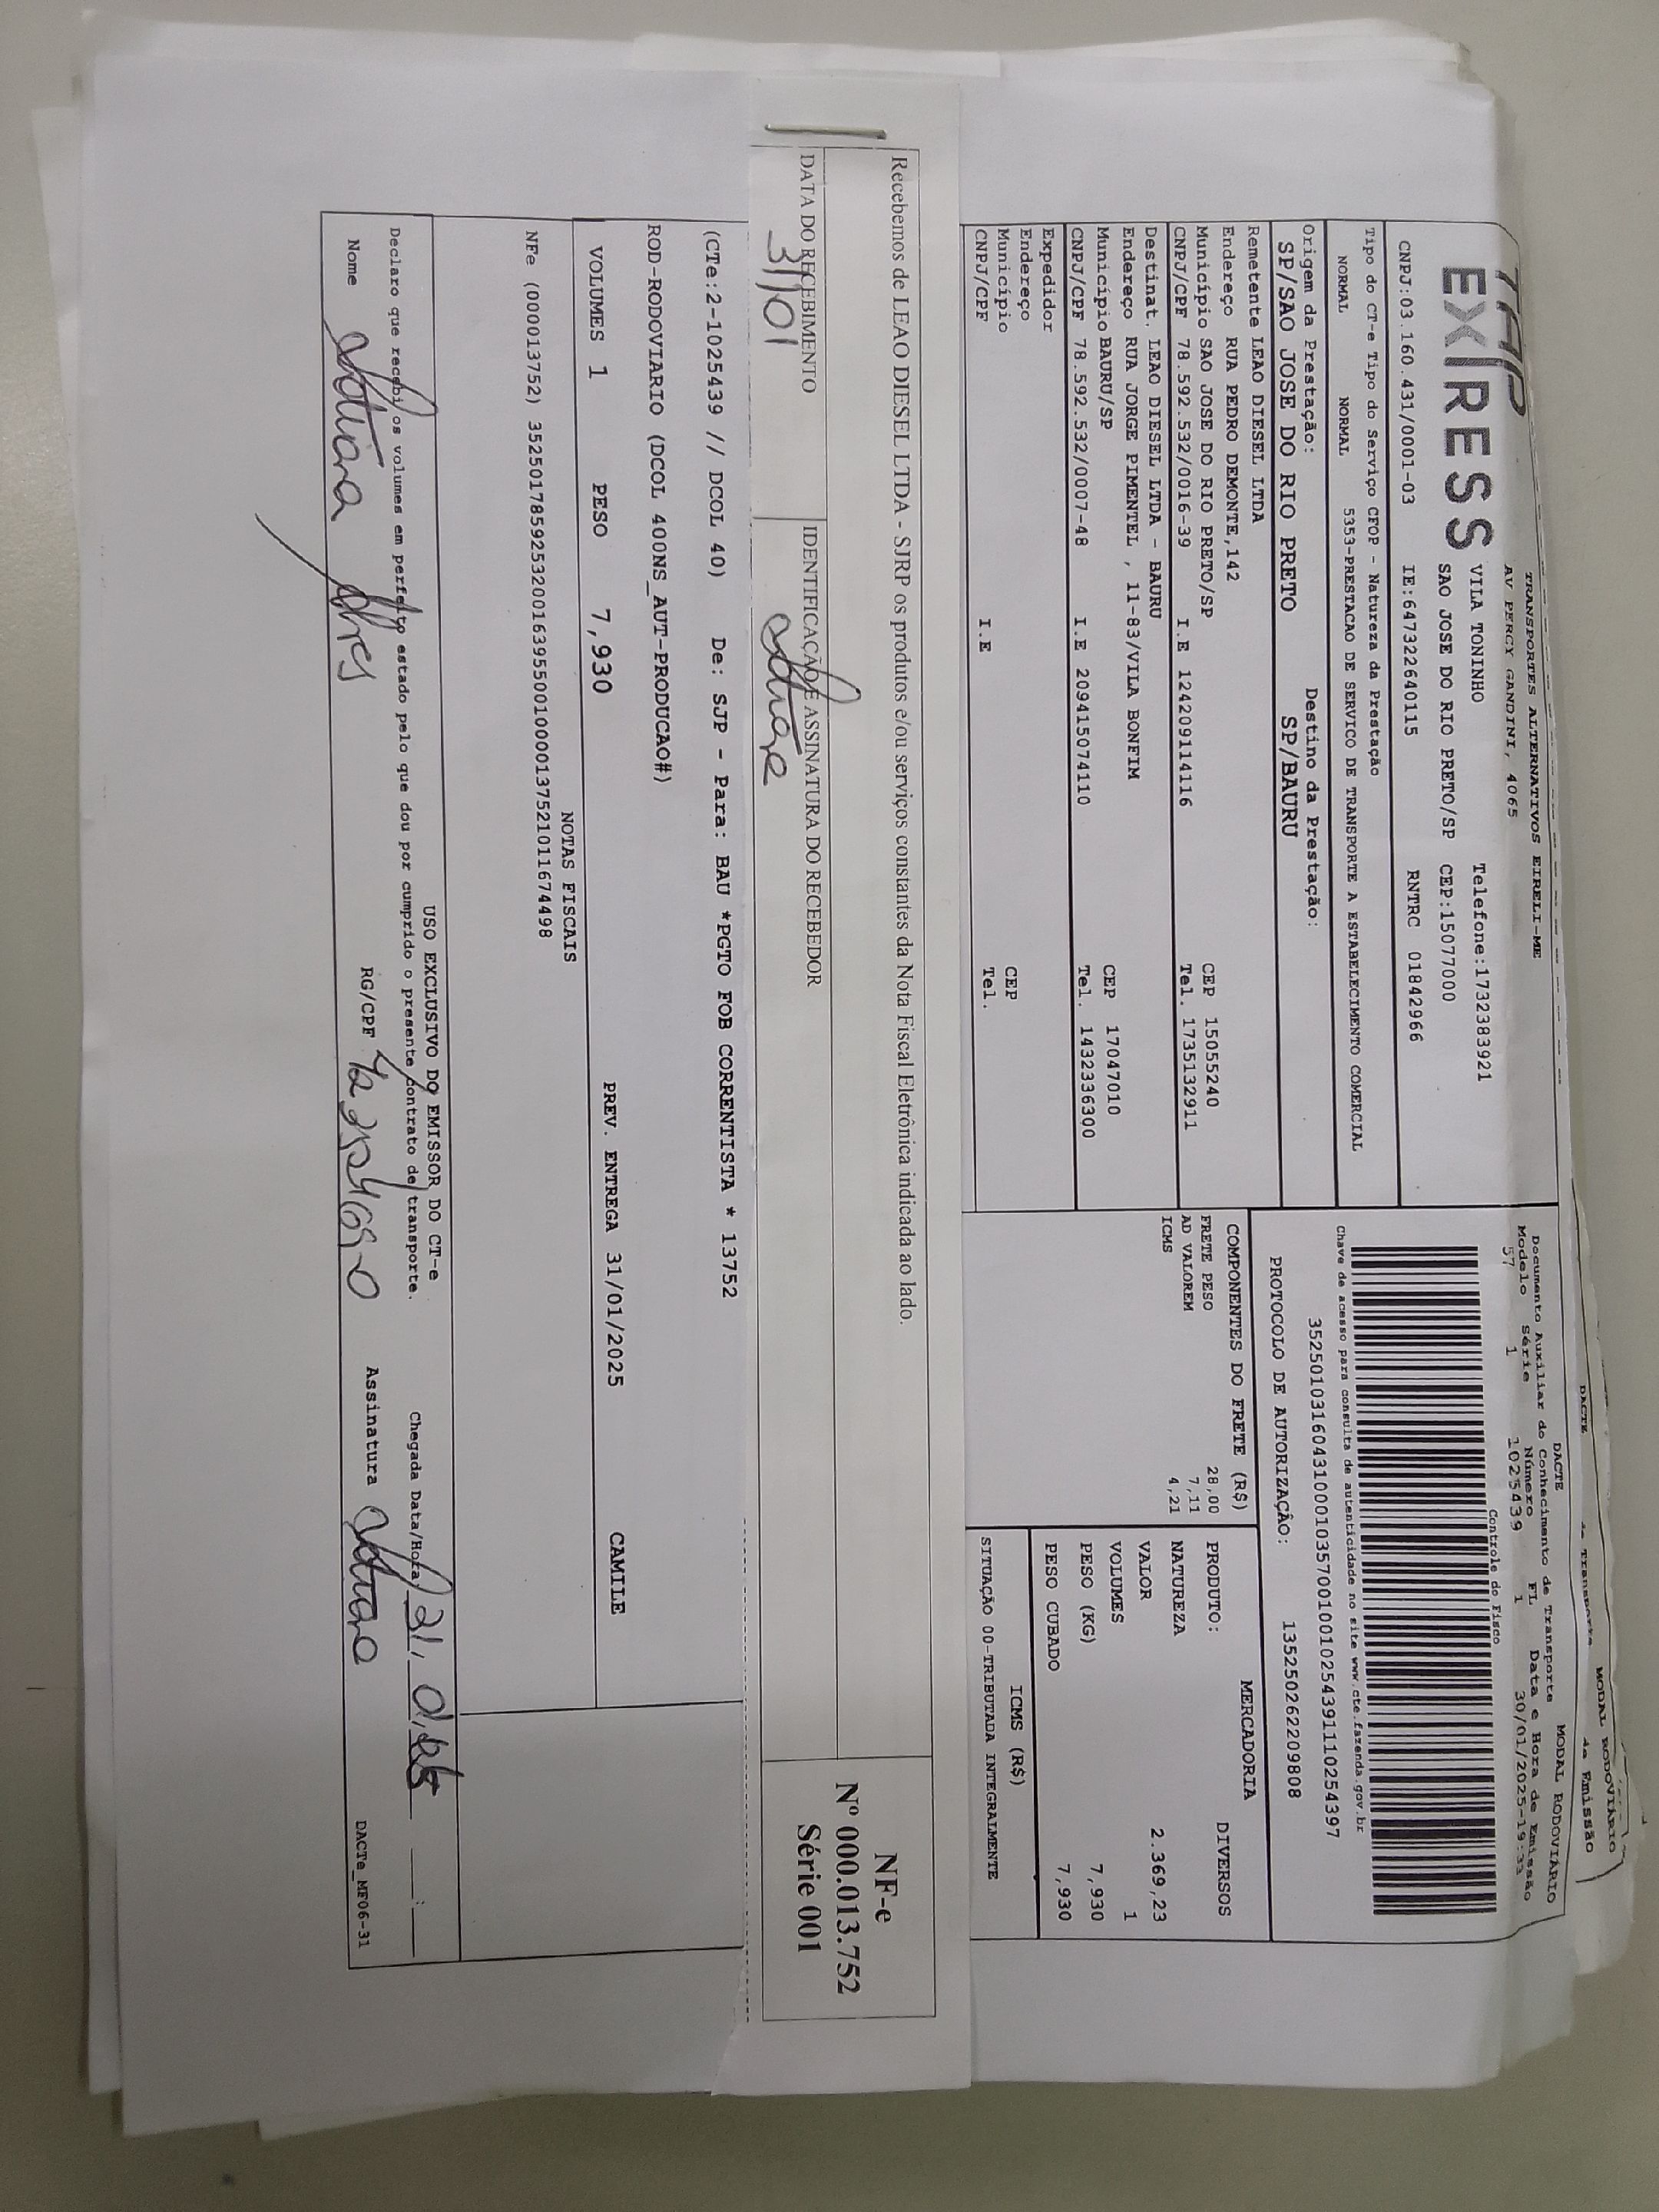 MODAL RODOVIÁRIO
DACTE
de Emissão
TAP
EXPRESS
TRANSPORTES ALTERNATIVOS EIRELI-ME
AV PERCY GANDINI, 4065
VILA TONINHO Telefone:1732383921
SAO JOSE DO RIO PRETO/SP CEP:15077000
CNPJ:03.160.431/0001-03 IE:647322640115 RNTRC 01842966
DACTE MODAL RODOVIÁRIO
Documento Auxiliar do Conhecimento de Transporte
Modelo Série Número FL Data e Hora de Emissão
57 1 1025439 1 30/01/2025-19:33
Controle do Fisco
Chave de acesso para consulta de autenticidade no site www.cte.fazenda.gov.br
35250103160431000103570010010254391110254397
PROTOCOLO DE AUTORIZAÇÃO: 135250262209808
Tipo do CT-e Tipo do Serviço CFOP - Natureza da Prestação
NORMAL NORMAL 5353-PRESTACAO DE SERVICO DE TRANSPORTE A ESTABELECIMENTO COMERCIAL
Origem da Prestação: Destino da Prestação:
SP/SAO JOSE DO RIO PRETO SP/BAURU
Remetente LEAO DIESEL LTDA
Endereço RUA PEDRO DEMONTE,142
Município SAO JOSE DO RIO PRETO/SP CEP 15055240
CNPJ/CPF 78.592.532/0016-39 I.E 124209114116 Tel. 1735132911
Destinat. LEAO DIESEL LTDA - BAURU
Endereço RUA JORGE PIMENTEL , 11-83/VILA BONFIM
Município BAURU/SP CEP 17047010
CNPJ/CPF 78.592.532/0007-48 I.E 209415074110 Tel. 1432336300
Expedidor
Endereço
Município CEP
CNPJ/CPF I.E Tel.
COMPONENTES DO FRETE (R$)
FRETE PESO 28,00
AD VALOREM 7,11
ICMS 4,21
MERCADORIA
PRODUTO: DIVERSOS
NATUREZA
VALOR 2.369,23
VOLUMES 1
PESO (KG) 7,930
PESO CUBADO 7,930
ICMS (R$)
SITUAÇÃO 00-TRIBUTADA INTEGRALMENTE
Recebemos de LEAO DIESEL LTDA - SJRP os produtos e/ou serviços constantes da Nota Fiscal Eletrônica indicada ao lado.
DATA DO RECEBIMENTO IDENTIFICAÇÃO E ASSINATURA DO RECEBEDOR
31/01
NF-e
Nº 000.013.752
Série 001
(CTe:2-1025439 // DCOL 40) De: SJP - Para: BAU *PGTO FOB CORRENTISTA * 13752
ROD-RODOVIARIO (DCOL 400NS_AUT-PRODUCAO#)
VOLUMES 1 PESO 7,930 PREV. ENTREGA 31/01/2025 CAMILE
NOTAS FISCAIS
NFe (000013752) 35250178592532001639550010000137521011674498
USO EXCLUSIVO DO EMISSOR DO CT-e
Declaro que recebi os volumes em perfeito estado pelo que dou por cumprido o presente contrato de transporte. Chegada Data/Hora 31/01/25 __:__
Nome RG/CPF Assinatura DACTe_MF06-31